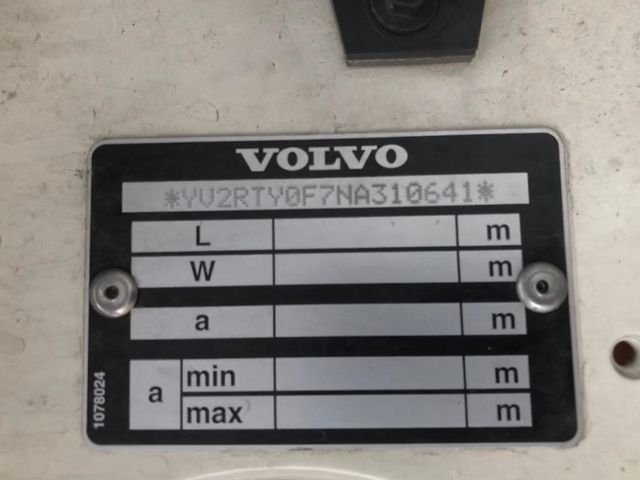 VOLVO
*YV2RTY0F7NA310641*
L m
W m
a m
a min m
max m
1078024